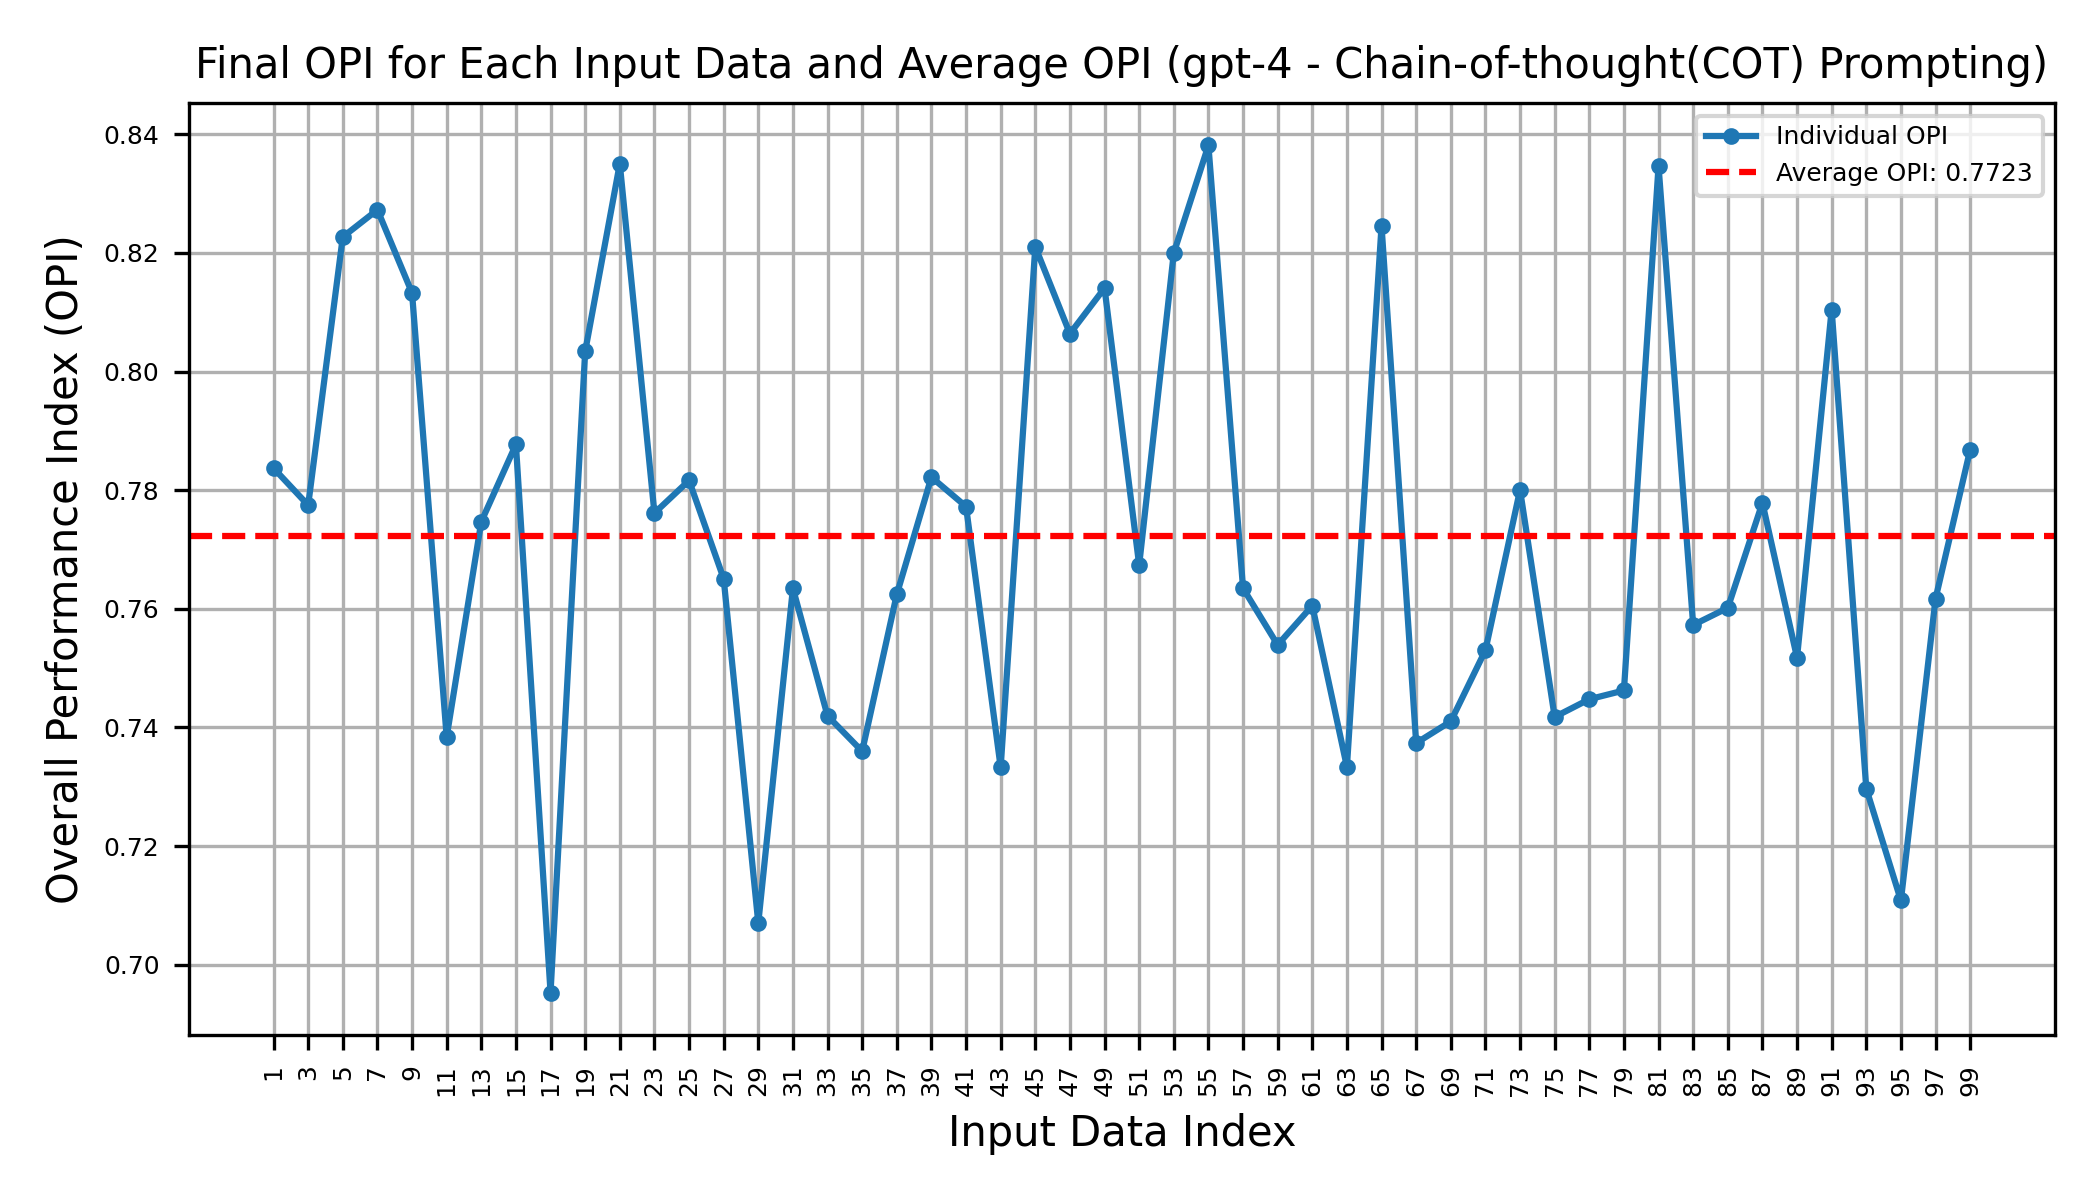 Final OPI for Each Input Data and Average OPI (gpt-4 - Chain-of-thought(COT) Prompting)
Individual OPI
Average OPI: 0.7723
Overall Performance Index (OPI)
0.84
0.82
0.80
0.78
0.76
0.74
0.72
0.70
1 3 5 7 9 11 13 15 17 19 21 23 25 27 29 31 33 35 37 39 41 43 45 47 49 51 53 55 57 59 61 63 65 67 69 71 73 75 77 79 81 83 85 87 89 91 93 95 97 99
Input Data Index